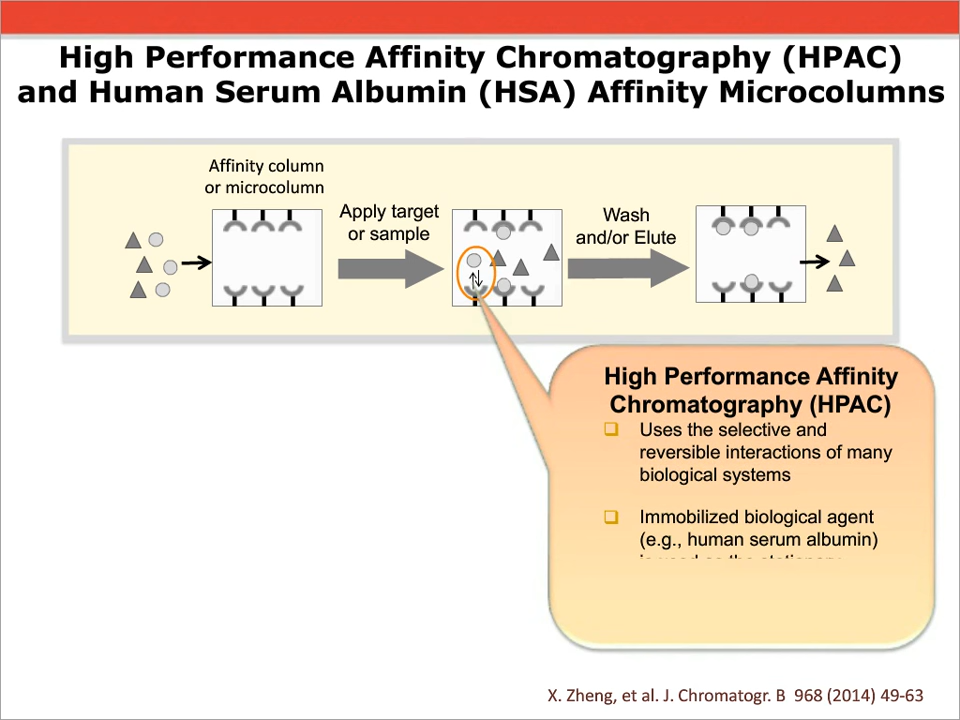 High Performance Affinity Chromatography (HPAC)
and Human Serum Albumin (HSA) Affinity Microcolumns
Affinity column
or microcolumn
Apply target
or sample
Wash
and/or Elute
High Performance Affinity
Chromatography (HPAC)
Uses the selective and
reversible interactions of many
biological systems
Immobilized biological agent
(e.g., human serum albumin)
X. Zheng, et al. J. Chromatogr. B 968 (2014) 49-63